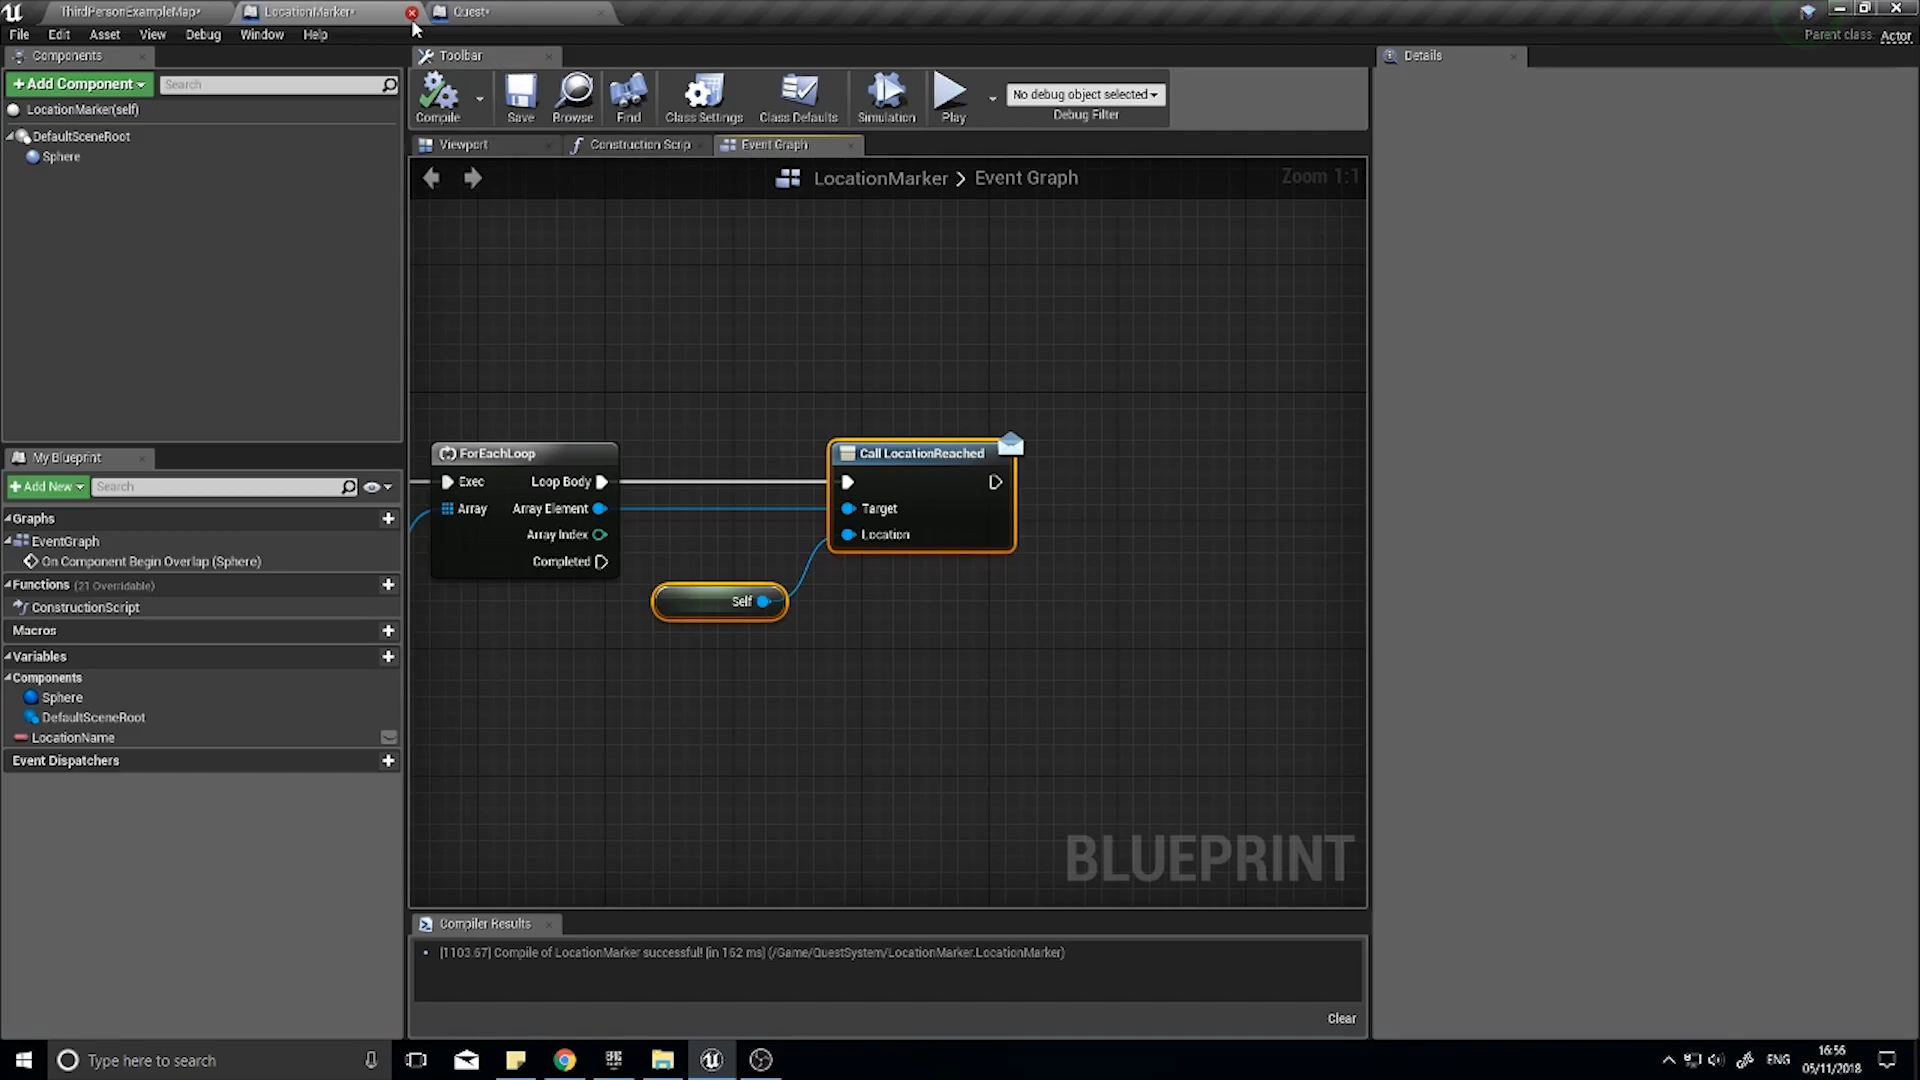 ThirdPersonExampleMap*
LocationMarker*
Quest*
File Edit Asset View Debug Window Help
Parent class: Actor
Components
Toolbar
Details
+ Add Component
Search
LocationMarker(self)
DefaultSceneRoot
Sphere
Compile
Save
Browse
Find
Class Settings
Class Defaults
Simulation
Play
No debug object selected
Debug Filter
Viewport
Construction Scrip
Event Graph
LocationMarker > Event Graph
Zoom 1:1
ForEachLoop
Exec
Loop Body
Array
Array Element
Array Index
Completed
Call LocationReached
Target
Location
Self
My Blueprint
+ Add New
Search
Graphs
EventGraph
On Component Begin Overlap (Sphere)
Functions (21 Overridable)
ConstructionScript
Macros
Variables
Components
Sphere
DefaultSceneRoot
LocationName
Event Dispatchers
BLUEPRINT
Compiler Results
[1103.67] Compile of LocationMarker successful! [in 162 ms] (/Game/QuestSystem/LocationMarker.LocationMarker)
Clear
Type here to search
ENG
16:56
05/11/2018